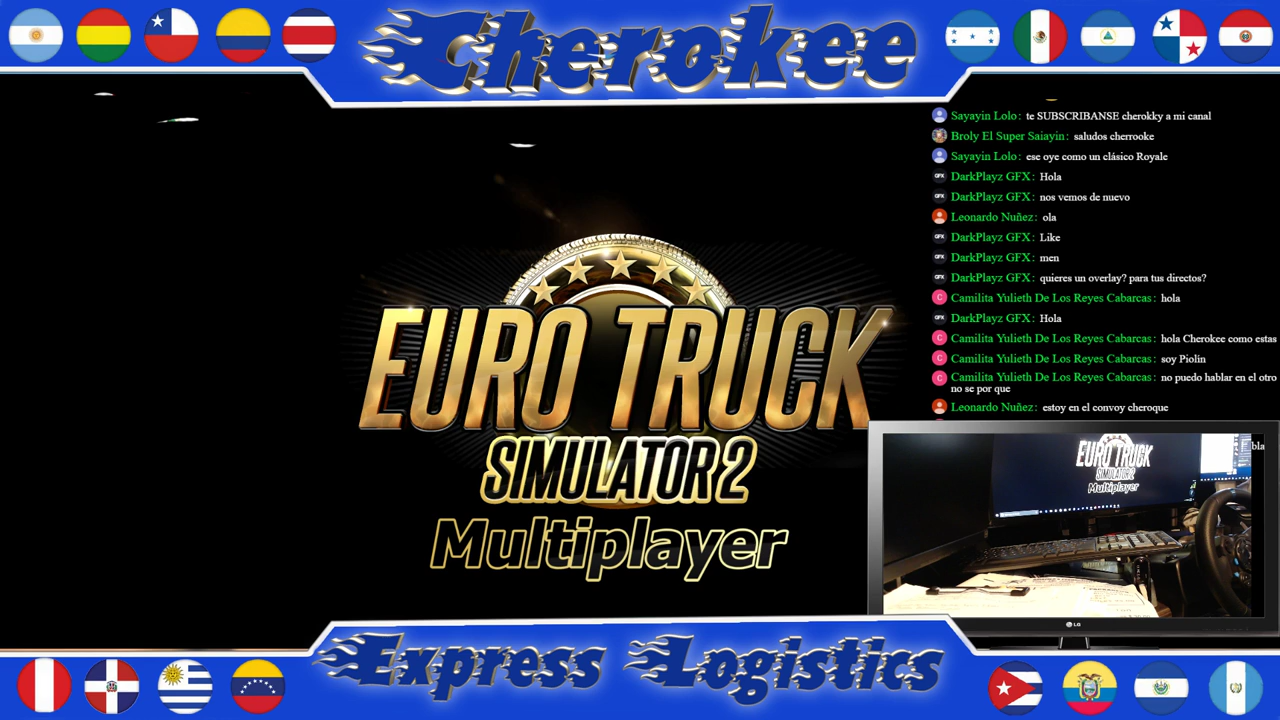 Cherokee
Sayayin Lolo: te SUBSCRIBANSE cherokky a mi canal
Broly El Super Saiayin: saludos cherrooke
Sayayin Lolo: ese oye como un clásico Royale
DarkPlayz GFX: Hola
DarkPlayz GFX: nos vemos de nuevo
Leonardo Nuñez: ola
DarkPlayz GFX: Like
DarkPlayz GFX: men
DarkPlayz GFX: quieres un overlay? para tus directos?
Camilita Yulieth De Los Reyes Cabarcas: hola
DarkPlayz GFX: Hola
Camilita Yulieth De Los Reyes Cabarcas: hola Cherokee como estas
Camilita Yulieth De Los Reyes Cabarcas: soy Piolin
Camilita Yulieth De Los Reyes Cabarcas: no puedo hablar en el otro
no se por que
Leonardo Nuñez: estoy en el convoy cheroque
EURO TRUCK
SIMULATOR 2
Multiplayer
bla
EURO TRUCK
SIMULATOR 2
Multiplayer
LG
Express Logistics